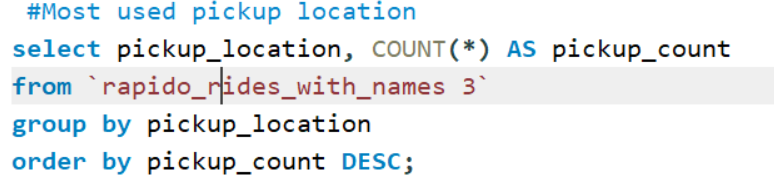 #Most used pickup location
select pickup_location, COUNT(*) AS pickup_count
from `rapido_rides_with_names 3`
group by pickup_location
order by pickup_count DESC;